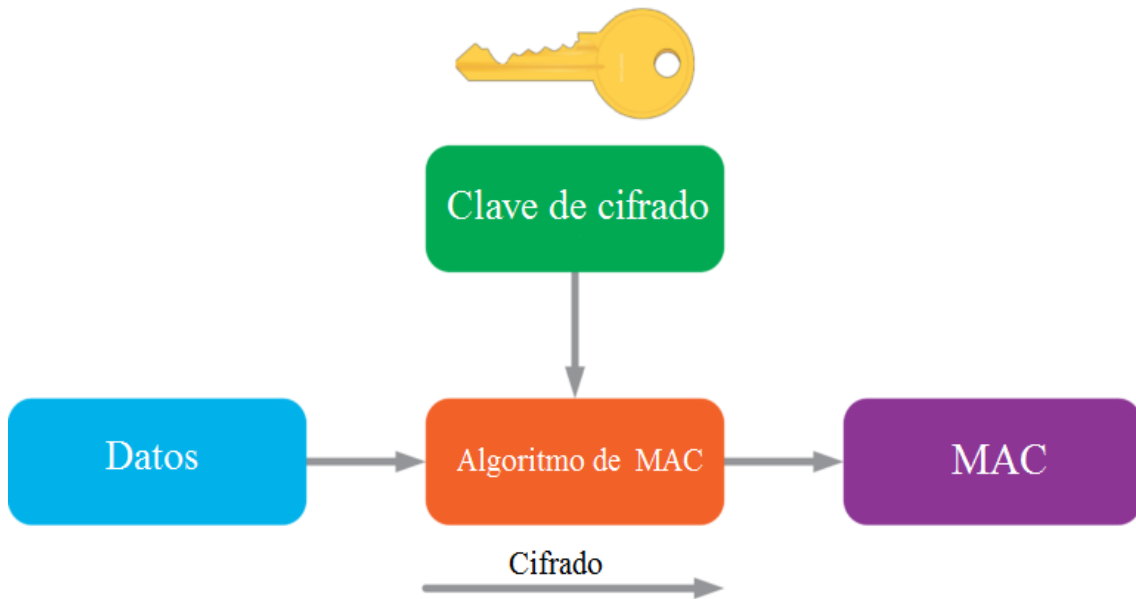 Clave de cifrado
Datos
Algoritmo de MAC
MAC
Cifrado